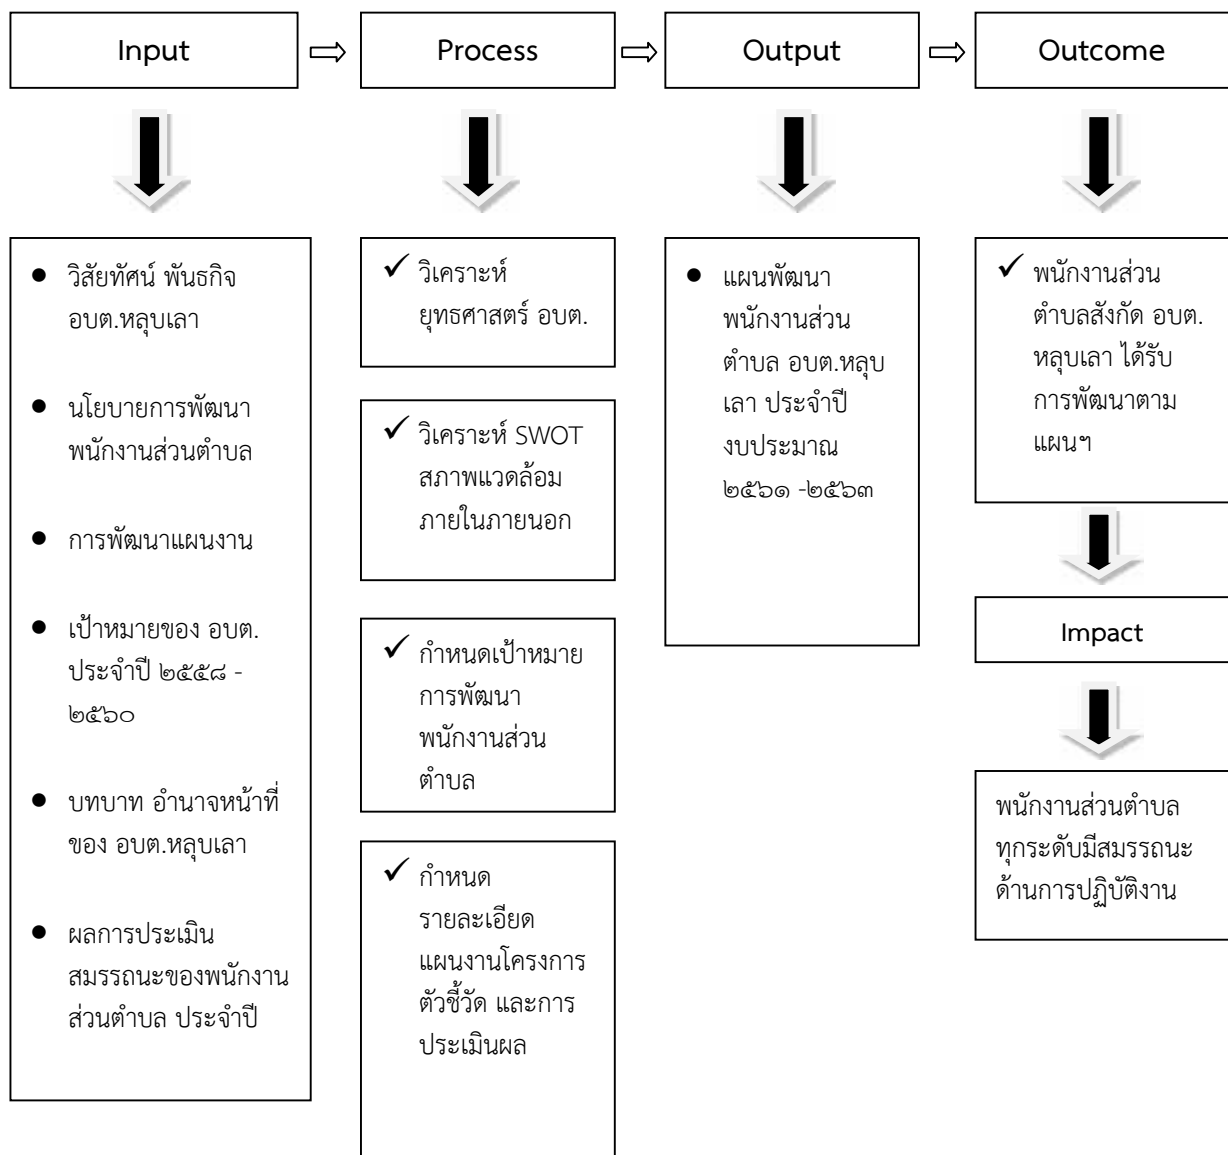 Input
Process
Output
Outcome
วิสัยทัศน์ พันธกิจ
อบต.หลุบเลา
นโยบายการพัฒนา
พนักงานส่วนตำบล
การพัฒนาแผนงาน
เป้าหมายของ อบต.
ประจำปี ๒๕๕๘ -
๒๕๖๐
บทบาท อำนาจหน้าที่
ของ อบต.หลุบเลา
ผลการประเมิน
สมรรถนะของพนักงาน
ส่วนตำบล ประจำปี
วิเคราะห์
ยุทธศาสตร์ อบต.
วิเคราะห์ SWOT
สภาพแวดล้อม
ภายในภายนอก
กำหนดเป้าหมาย
การพัฒนา
พนักงานส่วน
ตำบล
กำหนด
รายละเอียด
แผนงานโครงการ
ตัวชี้วัด และการ
ประเมินผล
แผนพัฒนา
พนักงานส่วน
ตำบล อบต.หลุบ
เลา ประจำปี
งบประมาณ
๒๕๖๑ -๒๕๖๓
พนักงานส่วน
ตำบลสังกัด อบต.
หลุบเลา ได้รับ
การพัฒนาตาม
แผนฯ
Impact
พนักงานส่วนตำบล
ทุกระดับมีสมรรถนะ
ด้านการปฏิบัติงาน